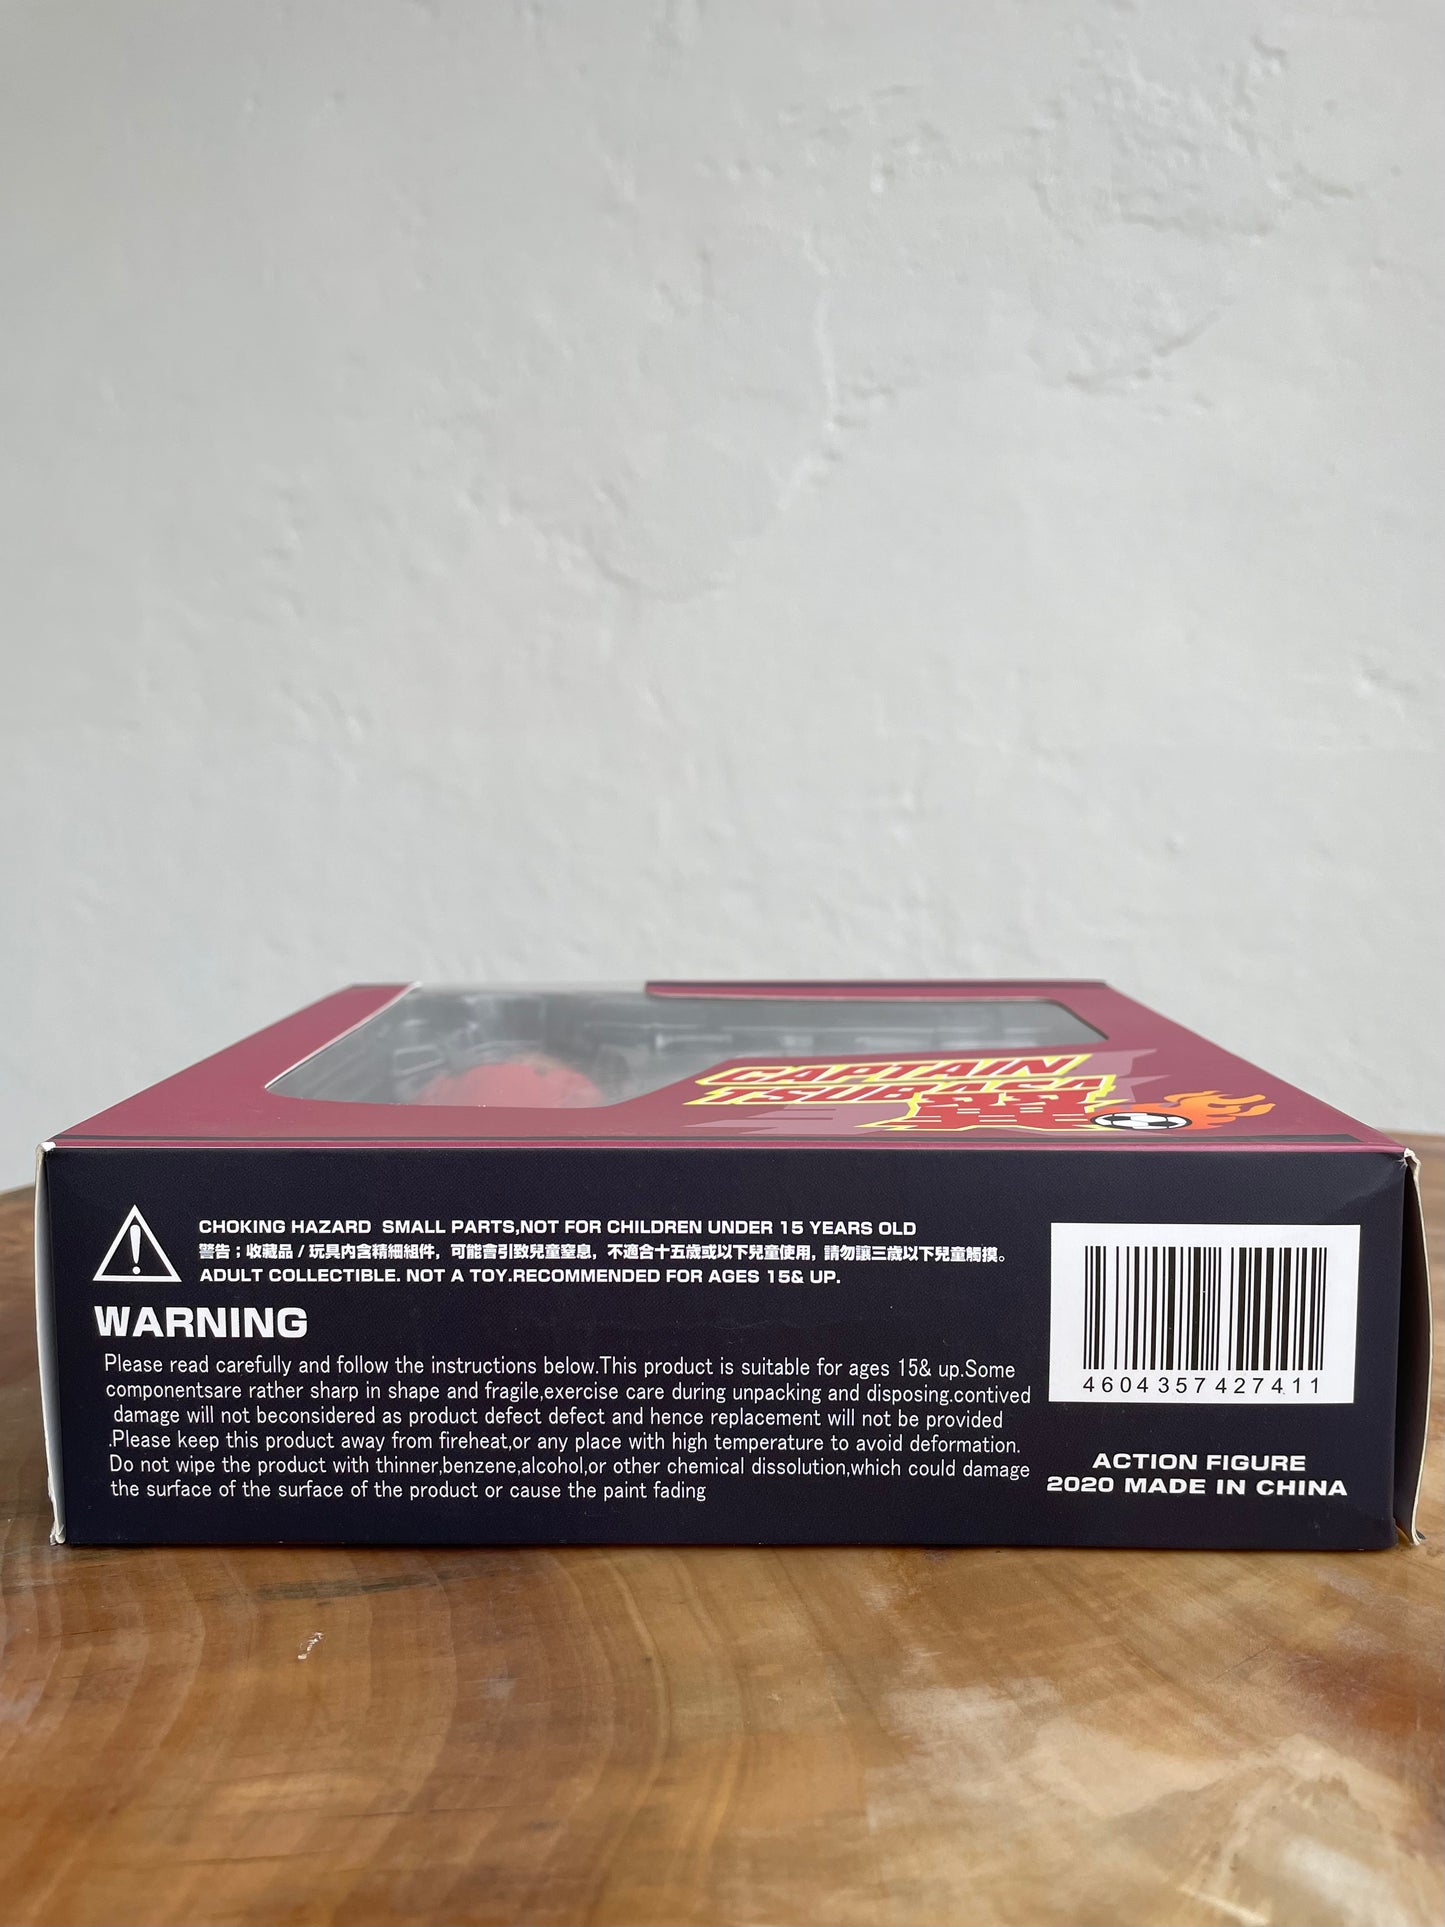 CAPTAIN
TSUBASA
翼
CHOKING HAZARD SMALL PARTS,NOT FOR CHILDREN UNDER 15 YEARS OLD
警告；收藏品 / 玩具内含精細組件，可能會引致兒童窒息，不適合十五歲或以下兒童使用，請勿讓三歲以下兒童觸摸。
ADULT COLLECTIBLE. NOT A TOY.RECOMMENDED FOR AGES 15& UP.
WARNING
Please read carefully and follow the instructions below.This product is suitable for ages 15& up.Some
componentsare rather sharp in shape and fragile,exercise care during unpacking and disposing.contived
damage will not beconsidered as product defect defect and hence replacement will not be provided
.Please keep this product away from fireheat,or any place with high temperature to avoid deformation.
Do not wipe the product with thinner,benzene,alcohol,or other chemical dissolution,which could damage
the surface of the surface of the product or cause the paint fading
4604357427411
ACTION FIGURE
2020 MADE IN CHINA